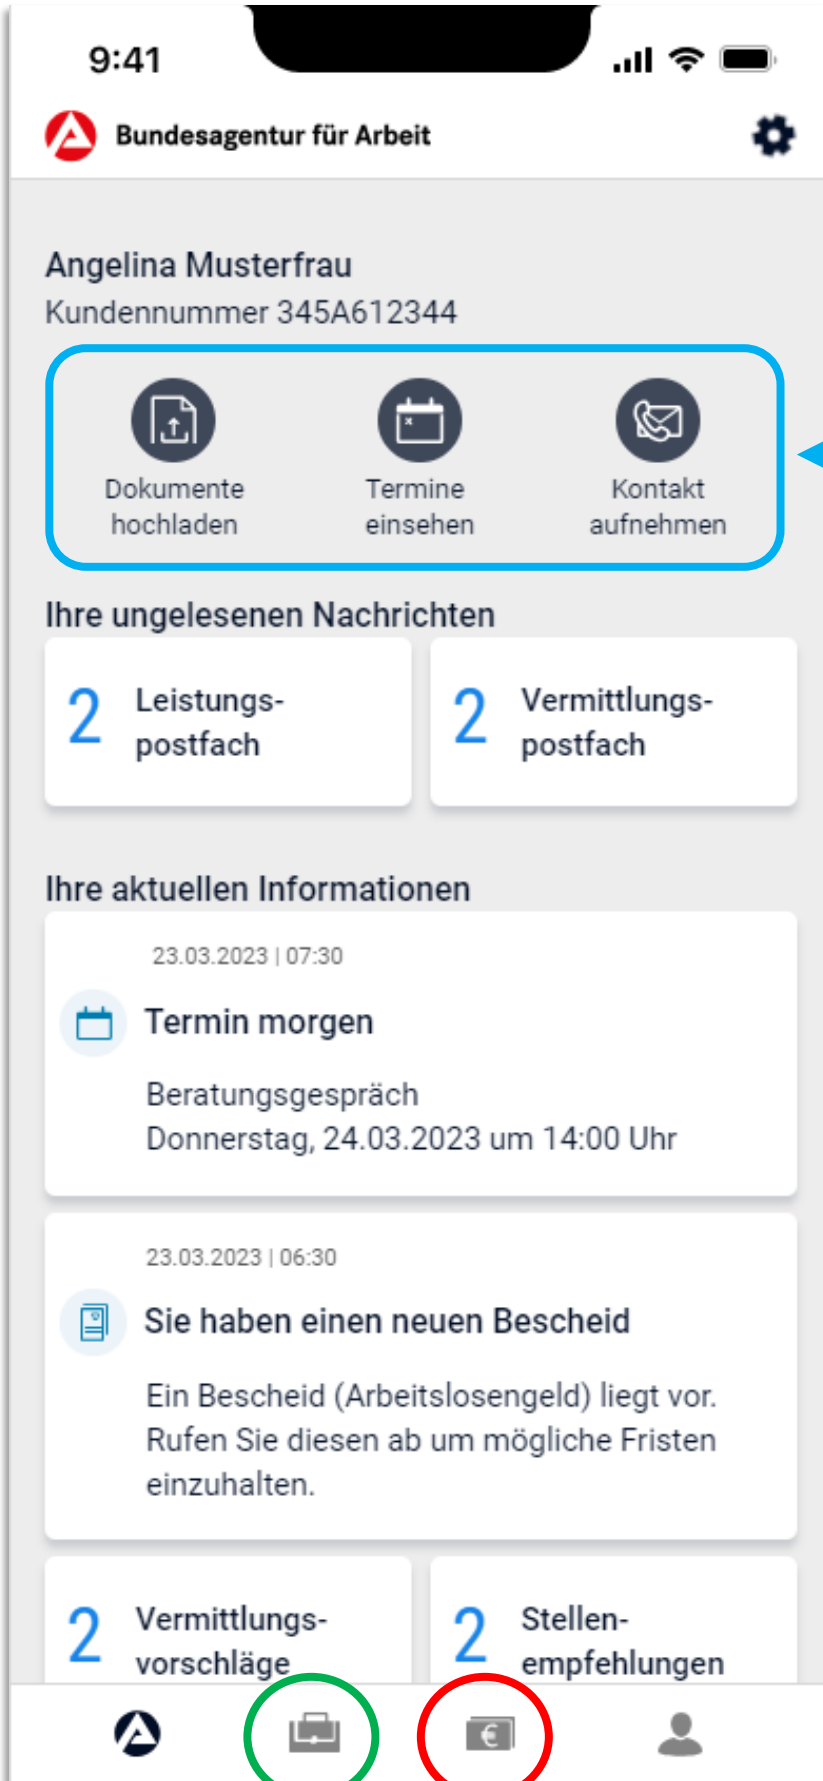 9:41
Bundesagentur für Arbeit
Angelina Musterfrau
Kundennummer 345A612344
Dokumente
hochladen
Termine
einsehen
Kontakt
aufnehmen
Ihre ungelesenen Nachrichten
2 Leistungs-
postfach
2 Vermittlungs-
postfach
Ihre aktuellen Informationen
23.03.2023 | 07:30
Termin morgen
Beratungsgespräch
Donnerstag, 24.03.2023 um 14:00 Uhr
23.03.2023 | 06:30
Sie haben einen neuen Bescheid
Ein Bescheid (Arbeitslosengeld) liegt vor.
Rufen Sie diesen ab um mögliche Fristen
einzuhalten.
2 Vermittlungs-
vorschläge
2 Stellen-
empfehlungen
€